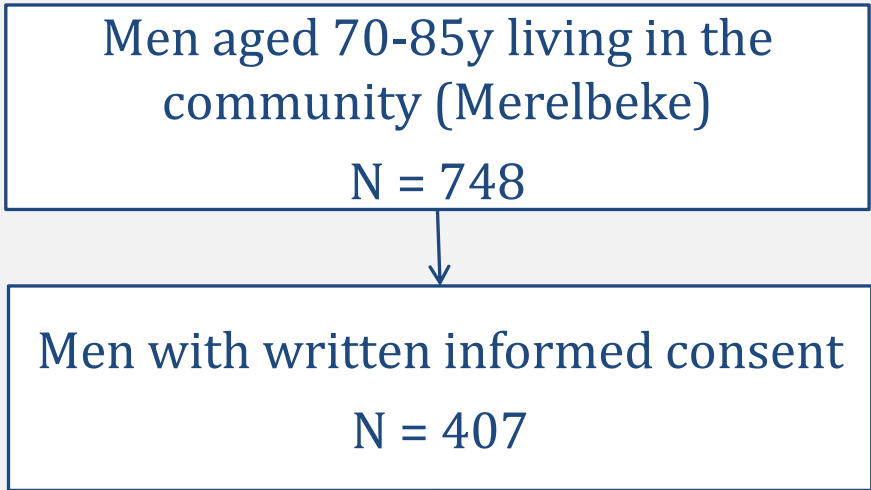 Men aged 70-85y living in the
community (Merelbeke)
N = 748
Men with written informed consent
N = 407